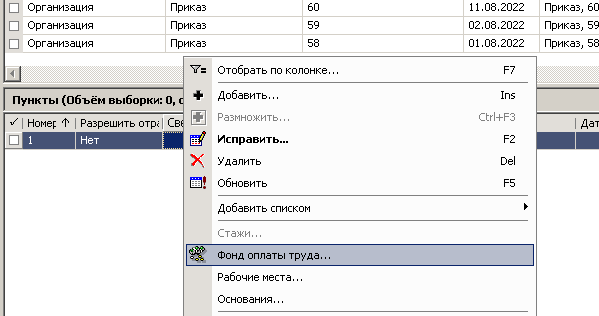 Организация Приказ 60 11.08.2022 Приказ, 60
Организация Приказ 59 02.08.2022 Приказ, 59
Организация Приказ 58 01.08.2022 Приказ, 58
Отобрать по колонке... F7
Пункты (Объём выборки: 0,
Добавить... Ins
Размножить... Ctrl+F3
Номер Разрешить отра Све Дат
1 Нет
Исправить... F2
Удалить Del
Обновить F5
Добавить списком
Стажи...
Фонд оплаты труда...
Рабочие места...
Основания...